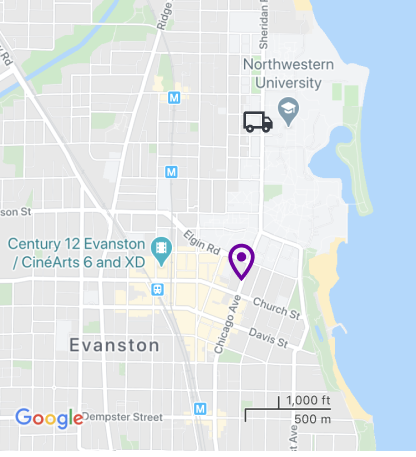 Ridge
Sheridan R
y Rd
Northwestern
University
M
M
son St
Elgin Rd
Century 12 Evanston
/ CinéArts 6 and XD
Church St
Chicago Ave
Davis St
Evanston
1,000 ft
500 m
Google
Dempster Street
M
t Ave